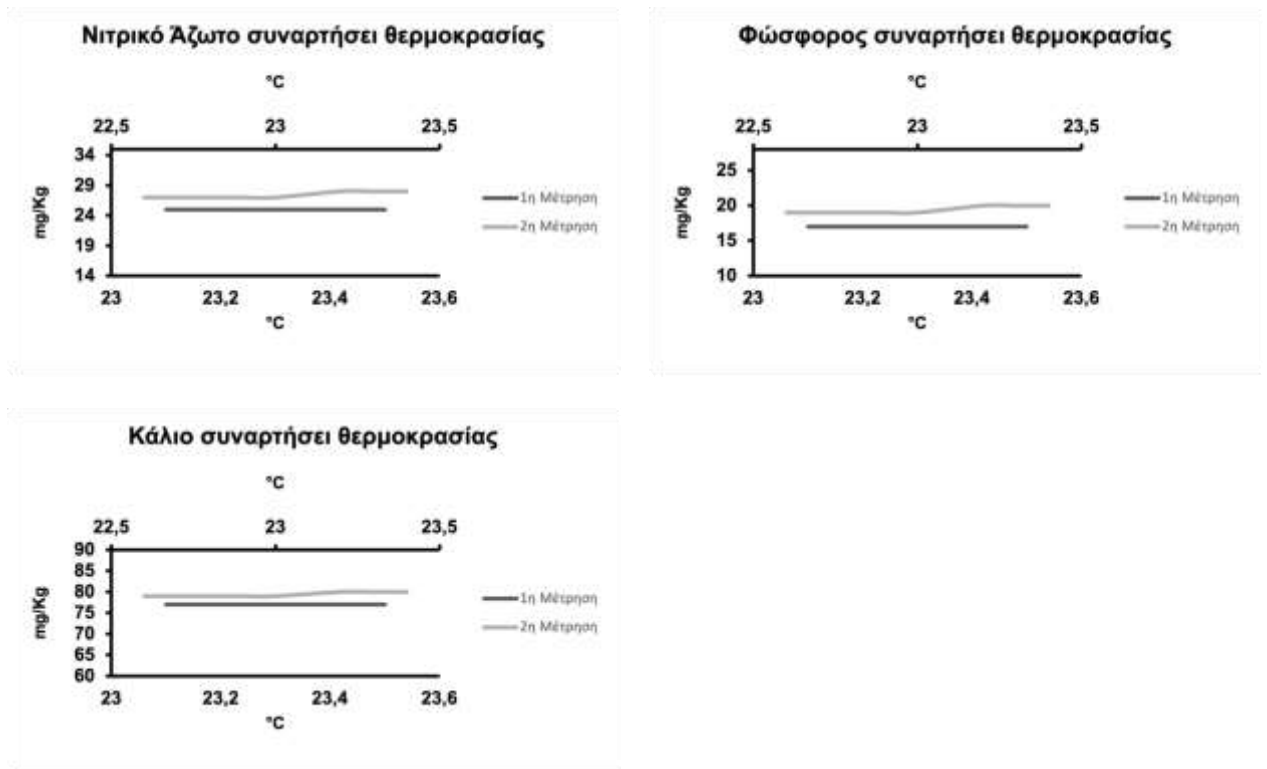 Νιτρικό Άζωτο συναρτήσει θερμοκρασίας
°C
22,5 23 23,5
34
29
24
19
14
mg/Kg
23 23,2 23,4 23,6
°C
1η Μέτρηση
2η Μέτρηση
Φώσφορος συναρτήσει θερμοκρασίας
°C
22,5 23 23,5
25
20
15
10
mg/Kg
23 23,2 23,4 23,6
°C
1η Μέτρηση
2η Μέτρηση
Κάλιο συναρτήσει θερμοκρασίας
°C
22,5 23 23,5
90
85
80
75
70
65
60
mg/Kg
23 23,2 23,4 23,6
°C
1η Μέτρηση
2η Μέτρηση